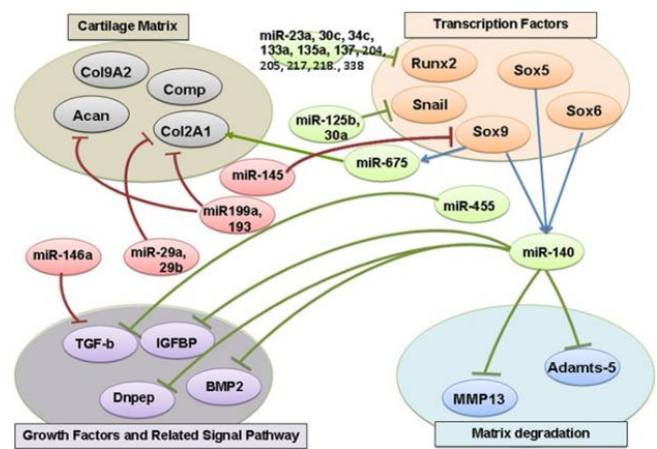 Cartilage Matrix
Transcription Factors
miR-23a, 30c, 34c,
133a, 135a, 137, 204,
205, 217, 218., 338
Col9A2
Comp
Acan
Col2A1
Runx2
Sox5
Snail
Sox6
Sox9
miR-125b,
30a
miR-145
miR-675
miR199a,
193
miR-455
miR-146a
miR-29a,
29b
miR-140
TGF-b
IGFBP
Dnpep
BMP2
Adamts-5
MMP13
Growth Factors and Related Signal Pathway
Matrix degradation